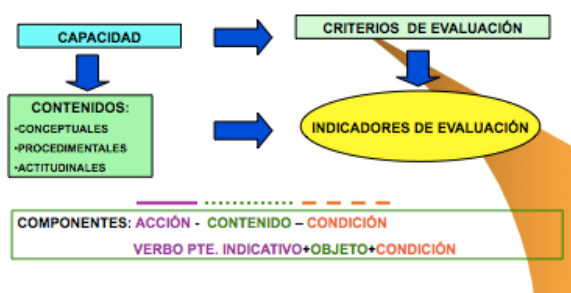 CAPACIDAD
CRITERIOS DE EVALUACIÓN
CONTENIDOS:
•CONCEPTUALES
•PROCEDIMENTALES
•ACTITUDINALES
INDICADORES DE EVALUACIÓN
COMPONENTES: ACCIÓN - CONTENIDO – CONDICIÓN
VERBO PTE. INDICATIVO+OBJETO+CONDICIÓN